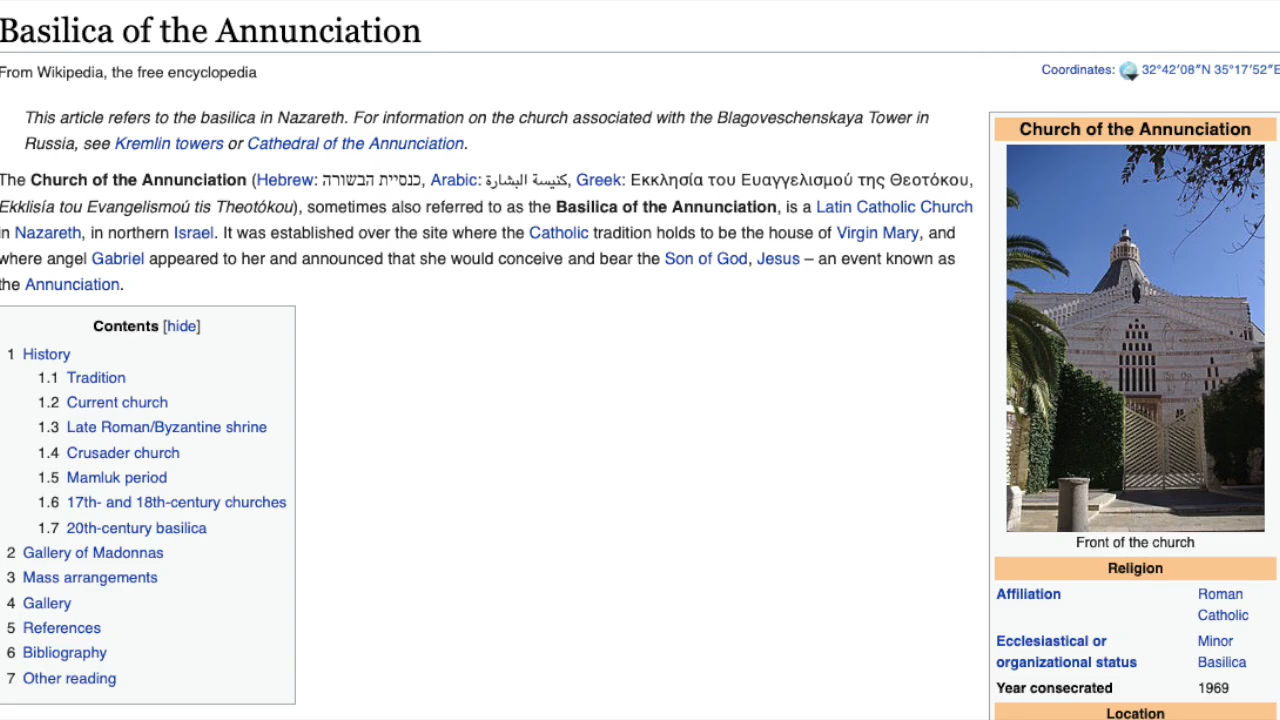 Basilica of the Annunciation
From Wikipedia, the free encyclopedia
Coordinates: 32°42′08″N 35°17′52″E
This article refers to the basilica in Nazareth. For information on the church associated with the Blagoveschenskaya Tower in
Russia, see Kremlin towers or Cathedral of the Annunciation.
The Church of the Annunciation (Hebrew: כנסיית הבשורה, Arabic: كنيسة البشارة, Greek: Εκκλησία του Ευαγγελισμού της Θεοτόκου,
Ekklisía tou Evangelismoú tis Theotókou), sometimes also referred to as the Basilica of the Annunciation, is a Latin Catholic Church
in Nazareth, in northern Israel. It was established over the site where the Catholic tradition holds to be the house of Virgin Mary, and
where angel Gabriel appeared to her and announced that she would conceive and bear the Son of God, Jesus – an event known as
the Annunciation.
Contents [hide]
1 History
1.1 Tradition
1.2 Current church
1.3 Late Roman/Byzantine shrine
1.4 Crusader church
1.5 Mamluk period
1.6 17th- and 18th-century churches
1.7 20th-century basilica
2 Gallery of Madonnas
3 Mass arrangements
4 Gallery
5 References
6 Bibliography
7 Other reading
Church of the Annunciation
Front of the church
Religion
Affiliation Roman
Catholic
Ecclesiastical or Minor
organizational status Basilica
Year consecrated 1969
Location